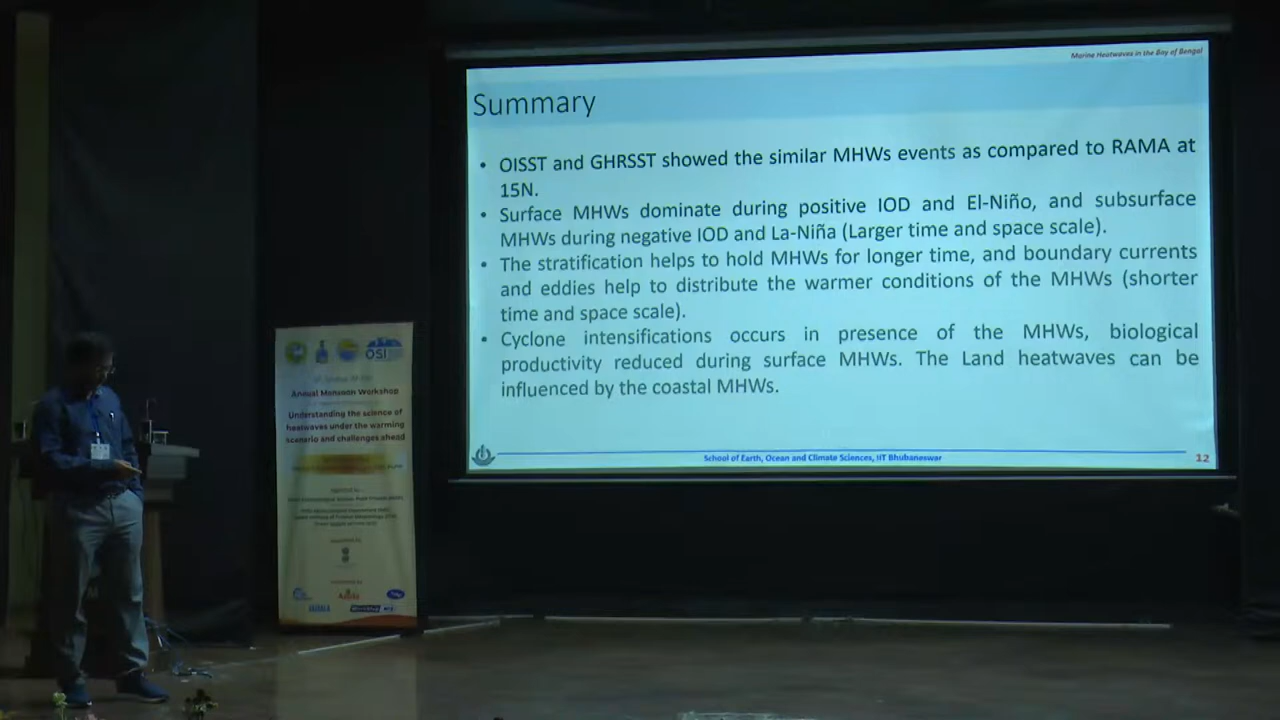 Marine Heatwaves in the Bay of Bengal
Summary
• OISST and GHRSST showed the similar MHWs events as compared to RAMA at
15N.
• Surface MHWs dominate during positive IOD and El-Niño, and subsurface
MHWs during negative IOD and La-Niña (Larger time and space scale).
• The stratification helps to hold MHWs for longer time, and boundary currents
and eddies help to distribute the warmer conditions of the MHWs (shorter
time and space scale).
• Cyclone intensifications occurs in presence of the MHWs, biological
productivity reduced during surface MHWs. The Land heatwaves can be
influenced by the coastal MHWs.
School of Earth, Ocean and Climate Sciences, IIT Bhubaneswar
12
OSI
Annual Monsoon Workshop
Understanding the science of
heatwaves under the warming
scenario and challenges ahead